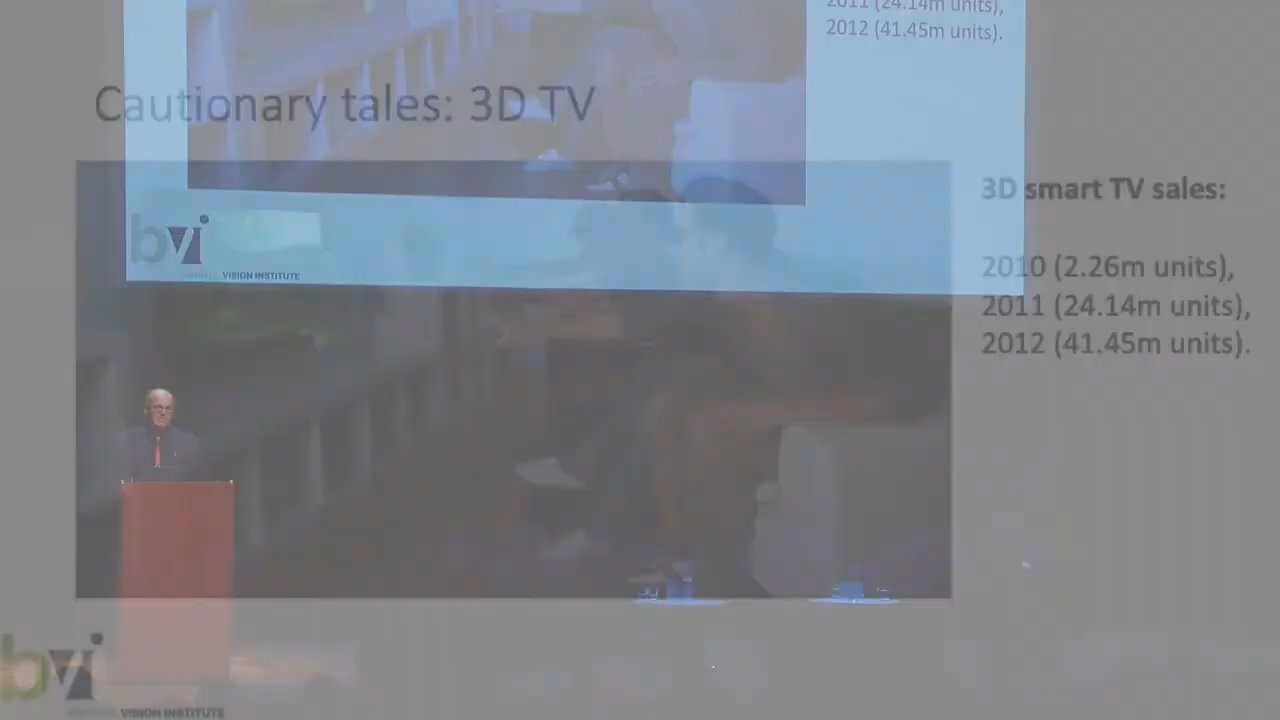 2011 (24.14m units),
2012 (41.45m units).
Cautionary tales: 3D TV
3D smart TV sales:
2010 (2.26m units),
2011 (24.14m units),
2012 (41.45m units).
bvi
VISION INSTITUTE
bvi
VISION INSTITUTE